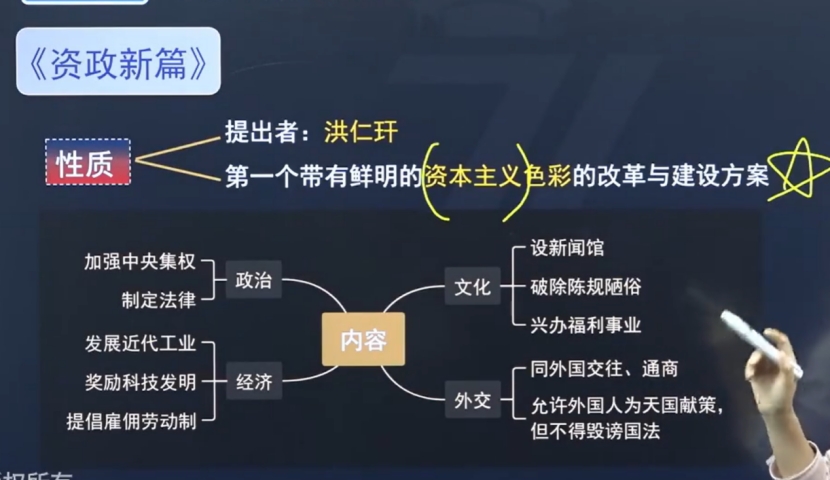 《资政新篇》
性质
提出者：洪仁玕
第一个带有鲜明的资本主义色彩的改革与建设方案
内容
政治
加强中央集权
制定法律
经济
发展近代工业
奖励科技发明
提倡雇佣劳动制
文化
设新闻馆
破除陈规陋俗
兴办福利事业
外交
同外国交往、通商
允许外国人为天国献策，
但不得毁谤国法